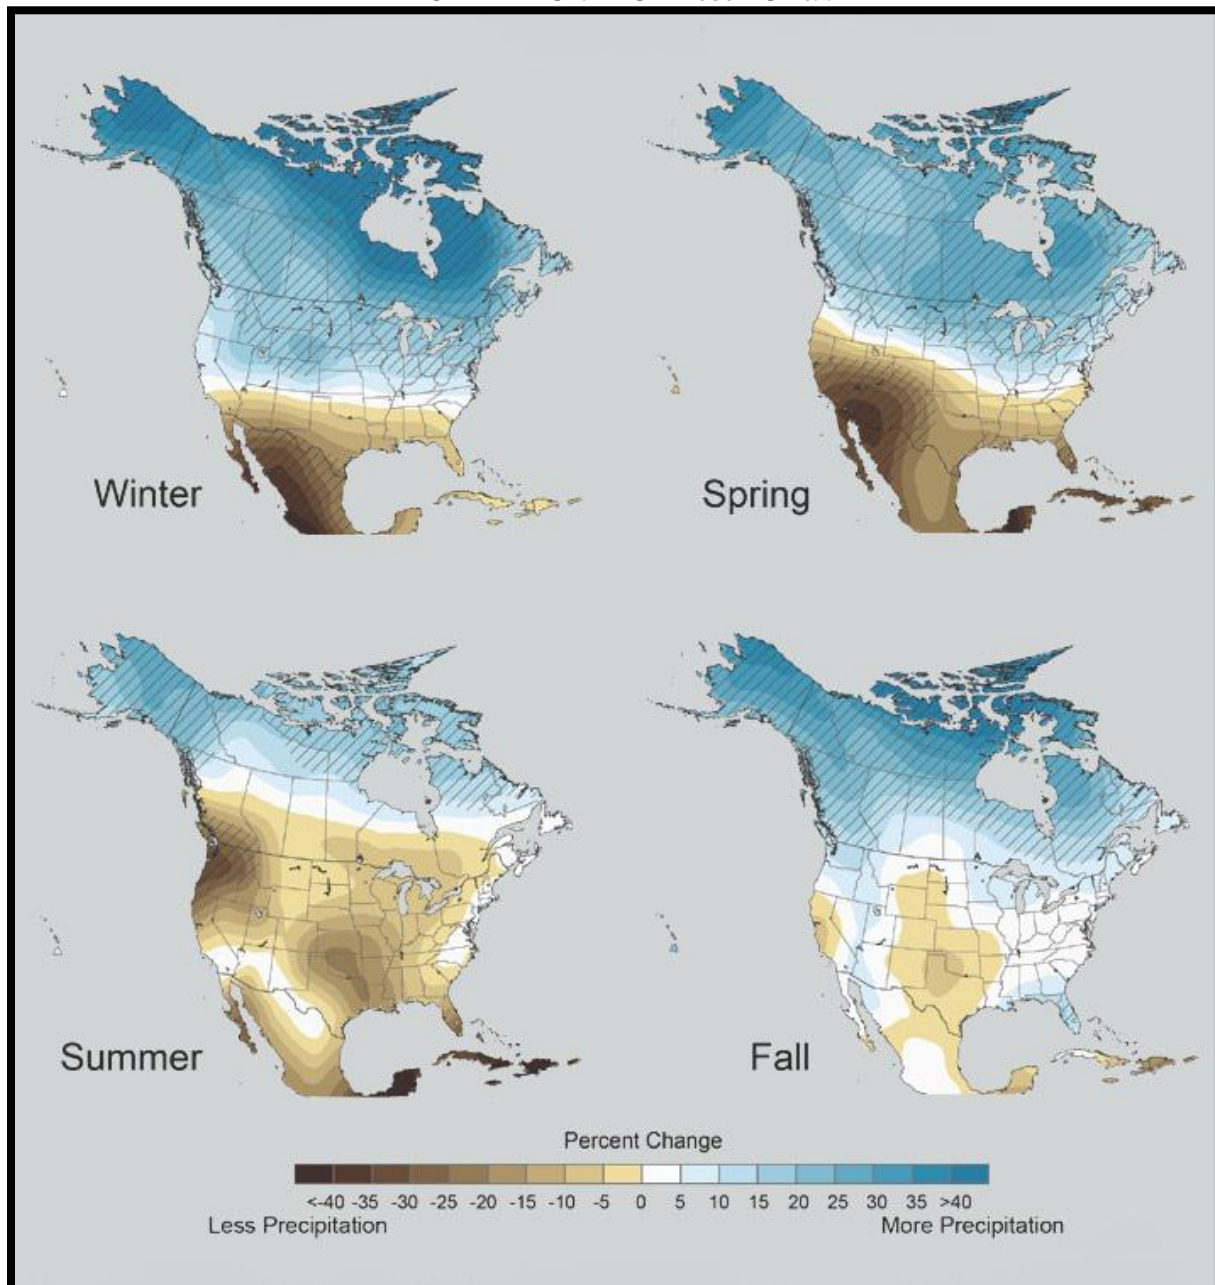 Winter
Spring
Summer
Fall
Percent Change
<-40 -35 -30 -25 -20 -15 -10 -5 0 5 10 15 20 25 30 35 >40
Less Precipitation
More Precipitation